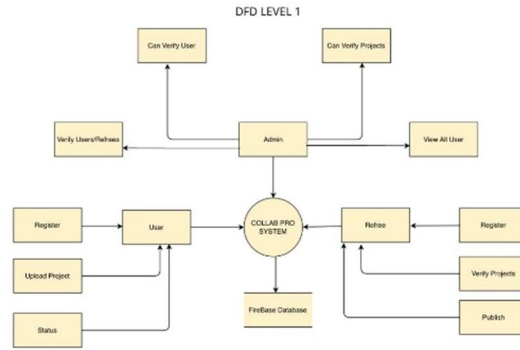 DFD LEVEL 1
Can Verify User
Can Verify Projects
Verify Users/Refrees
Admin
View All User
Register
User
COLLAB PRO
SYSTEM
Refree
Register
Upload Project
Verify Projects
FireBase Database
Status
Publish